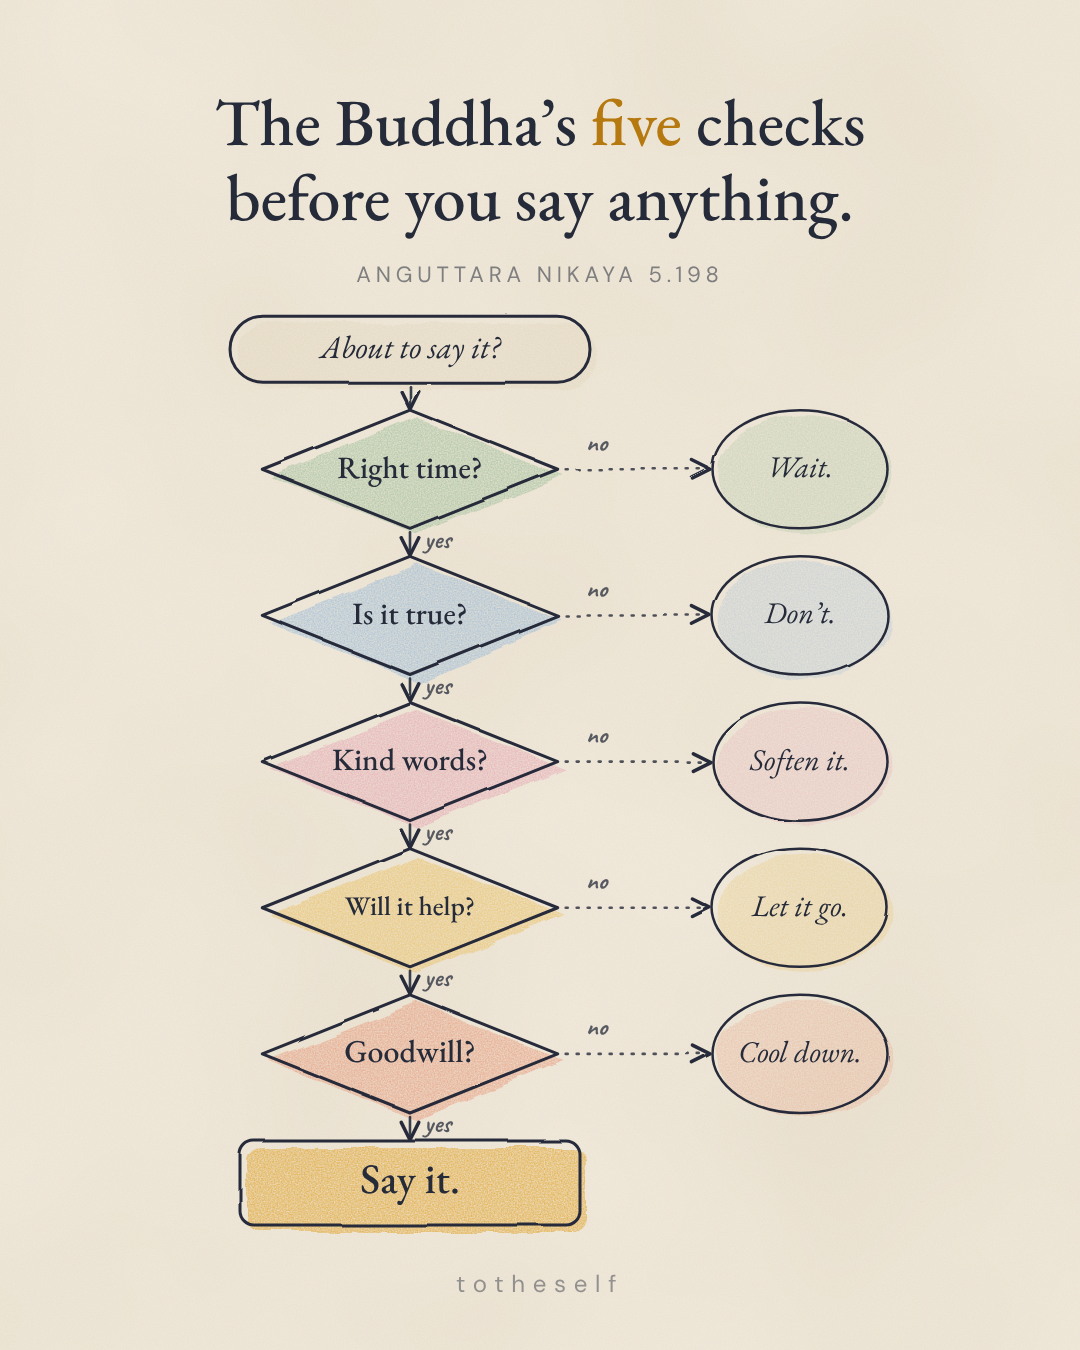 The Buddha’s five checks
before you say anything.
ANGUTTARA NIKAYA 5.198
About to say it?
Right time?
no
Wait.
yes
Is it true?
no
Don’t.
yes
Kind words?
no
Soften it.
yes
Will it help?
no
Let it go.
yes
Goodwill?
no
Cool down.
yes
Say it.
totheself